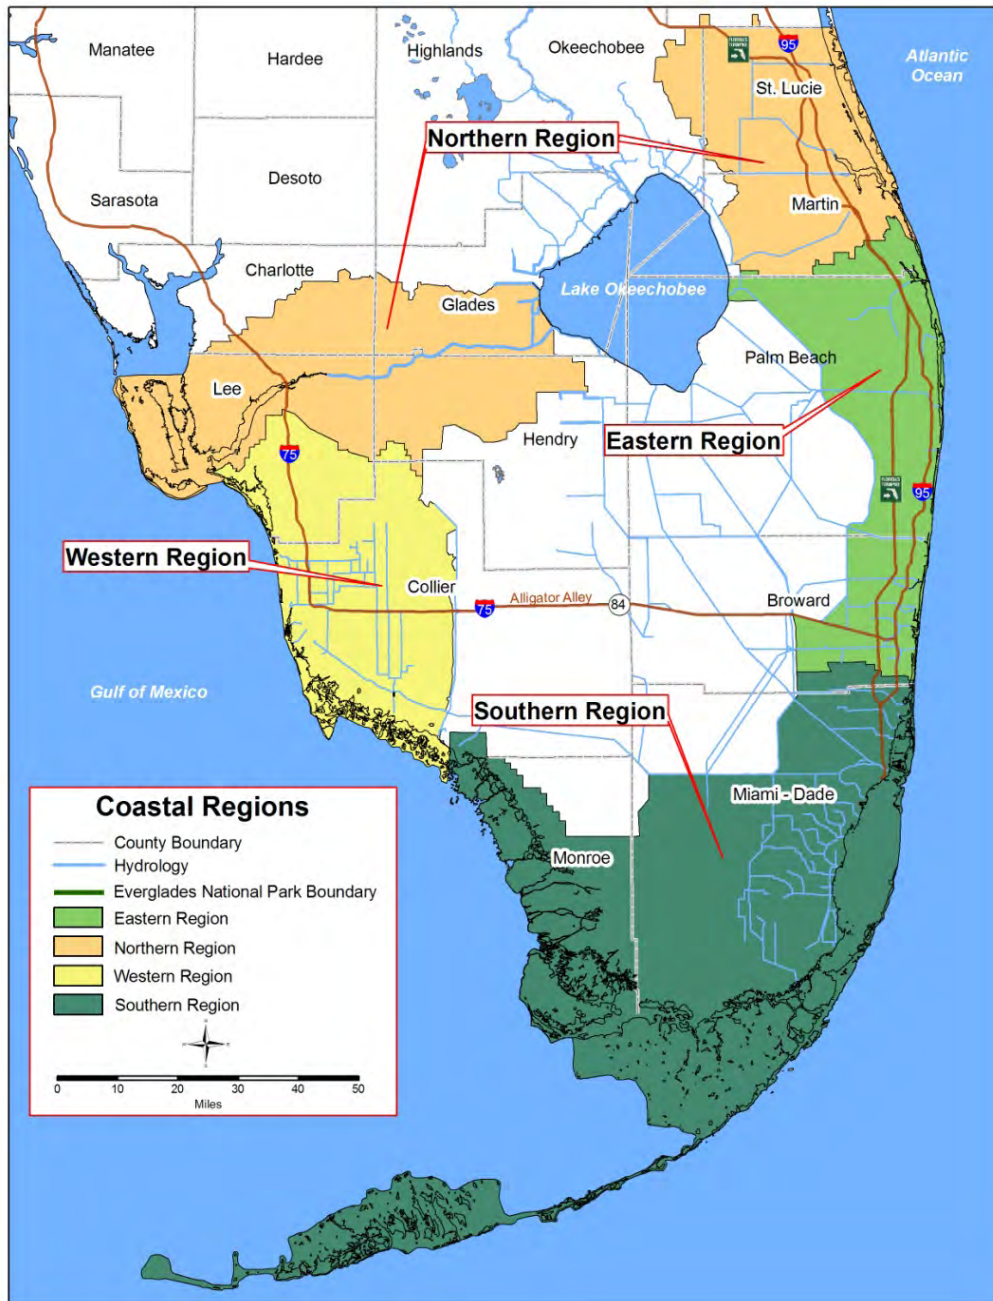 Manatee
Hardee
Highlands
Okeechobee
95
Atlantic
Ocean
St. Lucie
Northern Region
Desoto
Sarasota
Martin
Charlotte
Glades
Lake Okeechobee
Palm Beach
Lee
Hendry
Eastern Region
75
95
Western Region
Collier
75
Alligator Alley
84
Broward
Gulf of Mexico
Southern Region
Miami - Dade
Monroe
Coastal Regions
County Boundary
Hydrology
Everglades National Park Boundary
Eastern Region
Northern Region
Western Region
Southern Region
0 10 20 30 40 50
Miles